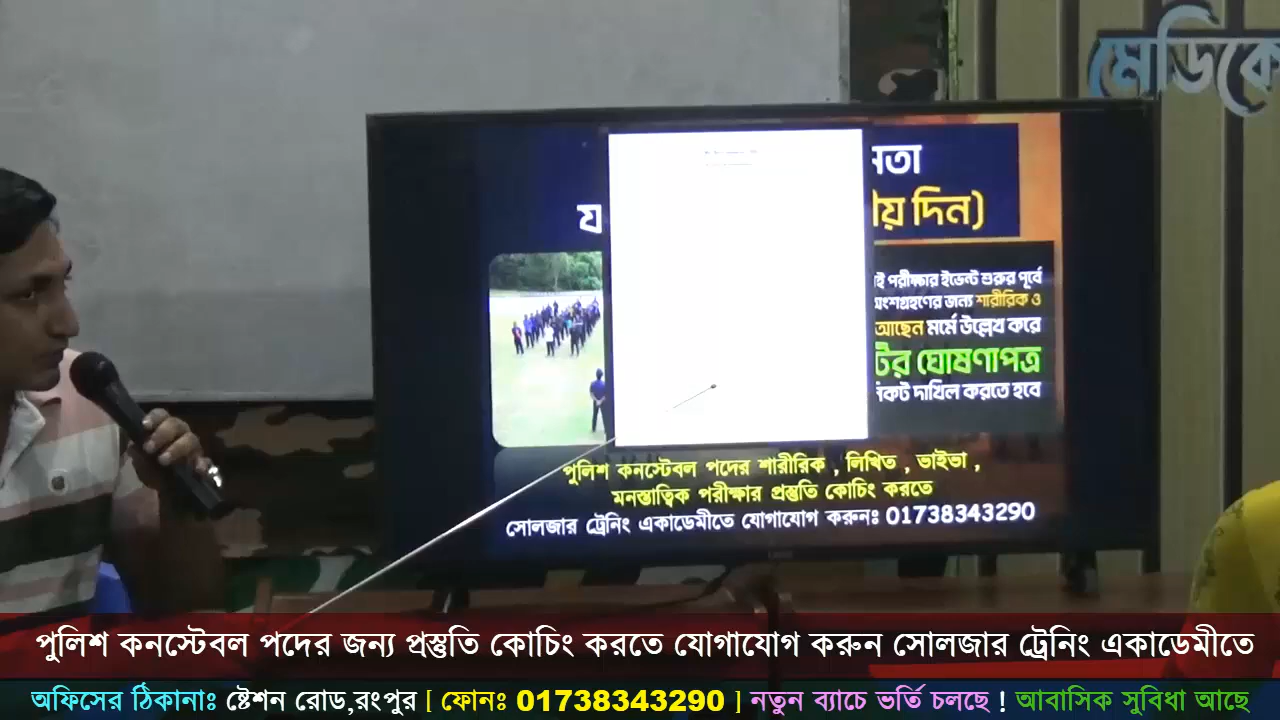 মেডিকে
নতা
য
ীয় দিন)
ই পরীক্ষার ইভেন্ট শুরুর পূর্বে
অংশগ্রহণের জন্য শারীরিক ও
আছেন মর্মে উল্লেখ করে
টির ঘোষণাপত্র
নিকট দাখিল করতে হবে
পুলিশ কনস্টেবল পদের শারীরিক , লিখিত , ভাইভা ,
মনস্তাত্বিক পরীক্ষার প্রস্তুতি কোচিং করতে
সোলজার ট্রেনিং একাডেমীতে যোগাযোগ করুনঃ 01738343290
পুলিশ কনস্টেবল পদের জন্য প্রস্তুতি কোচিং করতে যোগাযোগ করুন সোলজার ট্রেনিং একাডেমীতে
অফিসের ঠিকানাঃ ষ্টেশন রোড,রংপুর [ ফোনঃ 01738343290 ] নতুন ব্যাচে ভর্তি চলছে ! আবাসিক সুবিধা আছে